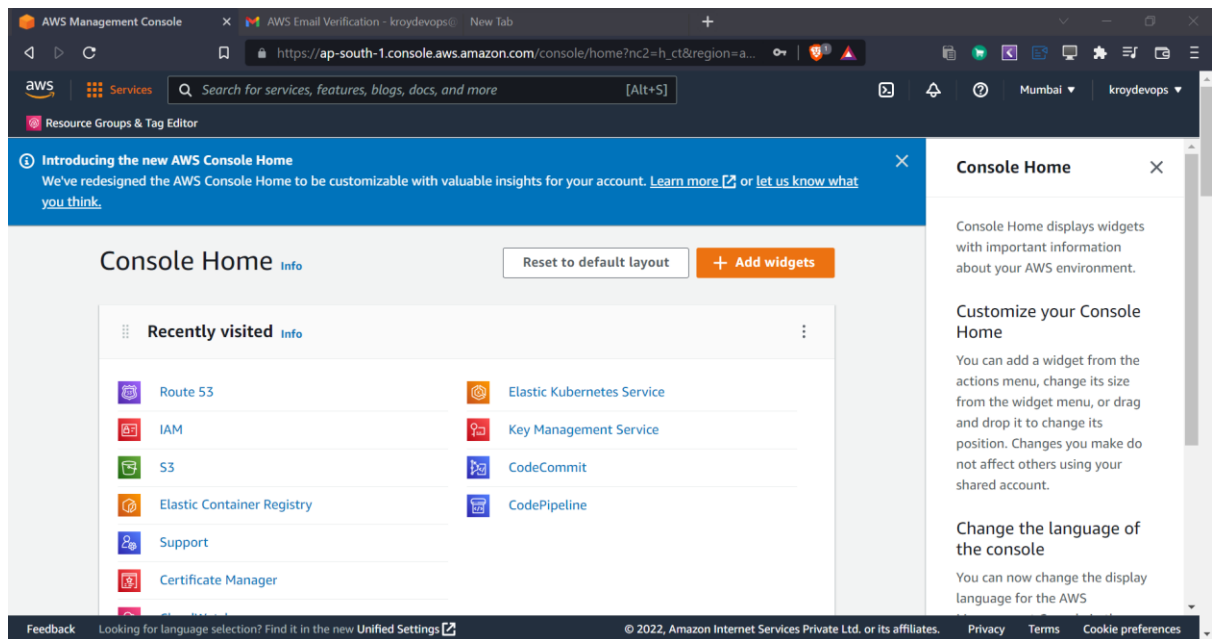 AWS Management Console
AWS Email Verification - kroydevops@
New Tab
https://ap-south-1.console.aws.amazon.com/console/home?nc2=h_ct&region=a...
aws
Services
Search for services, features, blogs, docs, and more
[Alt+S]
Mumbai
kroydevops
Resource Groups & Tag Editor
Introducing the new AWS Console Home
We've redesigned the AWS Console Home to be customizable with valuable insights for your account. Learn more or let us know what
you think.
Console Home Info
Reset to default layout
+ Add widgets
Recently visited Info
Route 53
IAM
S3
Elastic Container Registry
Support
Certificate Manager
Elastic Kubernetes Service
Key Management Service
CodeCommit
CodePipeline
Console Home
Console Home displays widgets
with important information
about your AWS environment.
Customize your Console
Home
You can add a widget from the
actions menu, change its size
from the widget menu, or drag
and drop it to change its
position. Changes you make do
not affect others using your
shared account.
Change the language of
the console
You can now change the display
language for the AWS
Feedback
Looking for language selection? Find it in the new Unified Settings
© 2022, Amazon Internet Services Private Ltd. or its affiliates.
Privacy
Terms
Cookie preferences